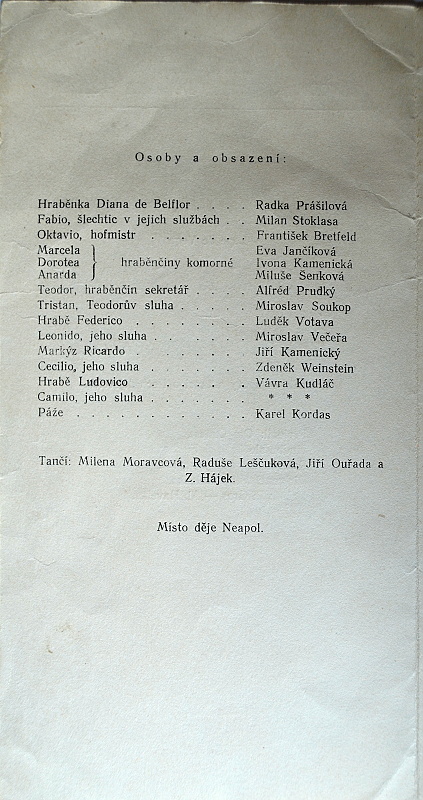 Osoby a obsazení:
Hraběnka Diana de Belflor . . . . Radka Prášilová
Fabio, šlechtic v jejích službách . . Milan Stoklasa
Oktavio, hofmistr . . . . . . . František Bretfeld
Marcela } Eva Jančíková
Dorotea } hraběnčiny komorné Ivona Kamenická
Anarda } Miluše Šenková
Teodor, hraběnčin sekretář . . . Alfréd Prudký
Tristan, Teodorův sluha . . . . . Miroslav Soukop
Hrabě Federico . . . . . . . . Luděk Votava
Leonido, jeho sluha . . . . . . . Miroslav Večeřa
Markýz Ricardo . . . . . . . . Jiří Kamenický
Cecilio, jeho sluha . . . . . . . Zdeněk Weinstein
Hrabě Ludovico . . . . . . . Vávra Kudláč
Camilo, jeho sluha . . . . . . . * * *
Páže . . . . . . . . . . . . Karel Kordas
Tančí: Milena Moravcová, Raduše Leščuková, Jiří Ouřada a
Z. Hájek.
Místo děje Neapol.